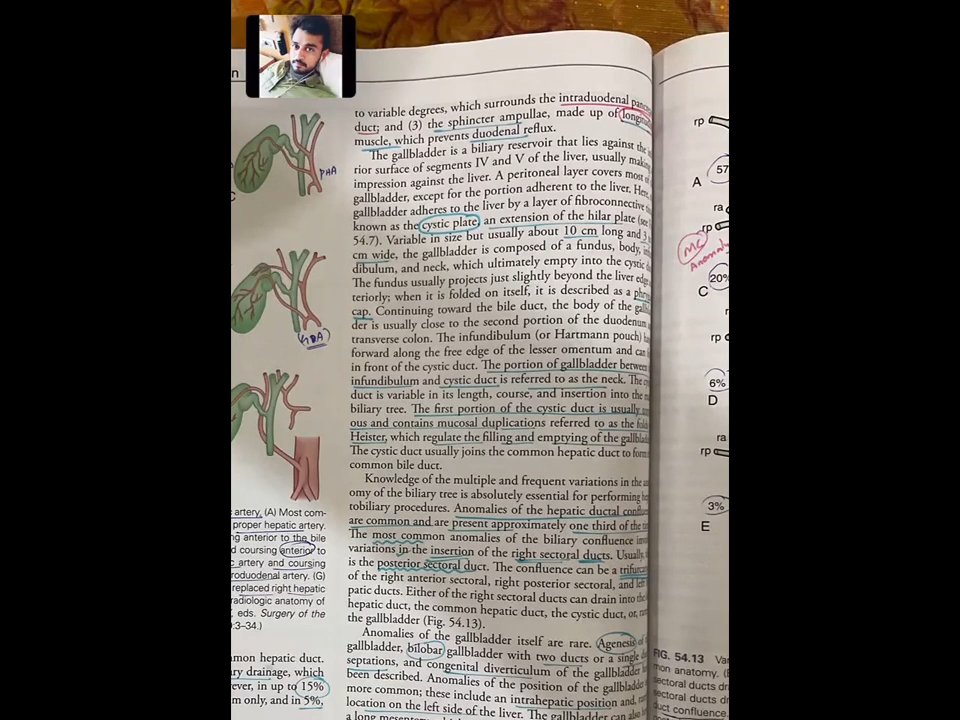 n
PHA
C
(GDA)
c artery. (A) Most com-
proper hepatic artery.
ng anterior to the bile
d coursing anterior to
c artery and coursing
roduodenal artery. (G)
replaced right hepatic
radiologic anatomy of
, eds. Surgery of the
:3–34.)
mon hepatic duct.
ry drainage, which
ever, in up to 15%
m only, and in 5%,
to variable degrees, which surrounds the intraduodenal
duct; and (3) the sphincter ampullae, made up of
muscle, which prevents duodenal reflux.
The gallbladder is a biliary reservoir that lies against the
rior surface of segments IV and V of the liver, usually
impression against the liver. A peritoneal layer covers most
gallbladder, except for the portion adherent to the liver.
gallbladder adheres to the liver by a layer of fibroconnective
known as the cystic plate, an extension of the hilar plate
54.7). Variable in size but usually about 10 cm long and
cm wide, the gallbladder is composed of a fundus, body,
dibulum, and neck, which ultimately empty into the cystic
The fundus usually projects just slightly beyond the liver
teriorly; when it is folded on itself, it is described as a
cap. Continuing toward the bile duct, the body of the
der is usually close to the second portion of the duodenum
transverse colon. The infundibulum (or Hartmann pouch)
forward along the free edge of the lesser omentum and can
in front of the cystic duct. The portion of gallbladder between
infundibulum and cystic duct is referred to as the neck. The
duct is variable in its length, course, and insertion into the
biliary tree. The first portion of the cystic duct is usually
ous and contains mucosal duplications referred to as the
Heister, which regulate the filling and emptying of the
The cystic duct usually joins the common hepatic duct to form
common bile duct.
Knowledge of the multiple and frequent variations in the
omy of the biliary tree is absolutely essential for performing
tobiliary procedures. Anomalies of the hepatic ductal
are common and are present approximately one third of the
The most common anomalies of the biliary confluence
variations in the insertion of the right sectoral ducts. Usually,
is the posterior sectoral duct. The confluence can be a
of the right anterior sectoral, right posterior sectoral, and
patic ducts. Either of the right sectoral ducts can drain into the
hepatic duct, the common hepatic duct, the cystic duct, or,
the gallbladder (Fig. 54.13).
Anomalies of the gallbladder itself are rare. Agenesis
gallbladder, bilobar gallbladder with two ducts or a single
septations, and congenital diverticulum of the gallbladder
been described. Anomalies of the position of the gallbladder
more common; these include an intrahepatic position and,
location on the left side of the liver. The gallbladder can also
a long
rp
57
A
ra
rp
MC
Anomaly
20%
C
rp
6%
D
ra
rp
3%
E
FIG. 54.13
mon anatomy.
sectoral ducts
sectoral ducts
duct confluence.